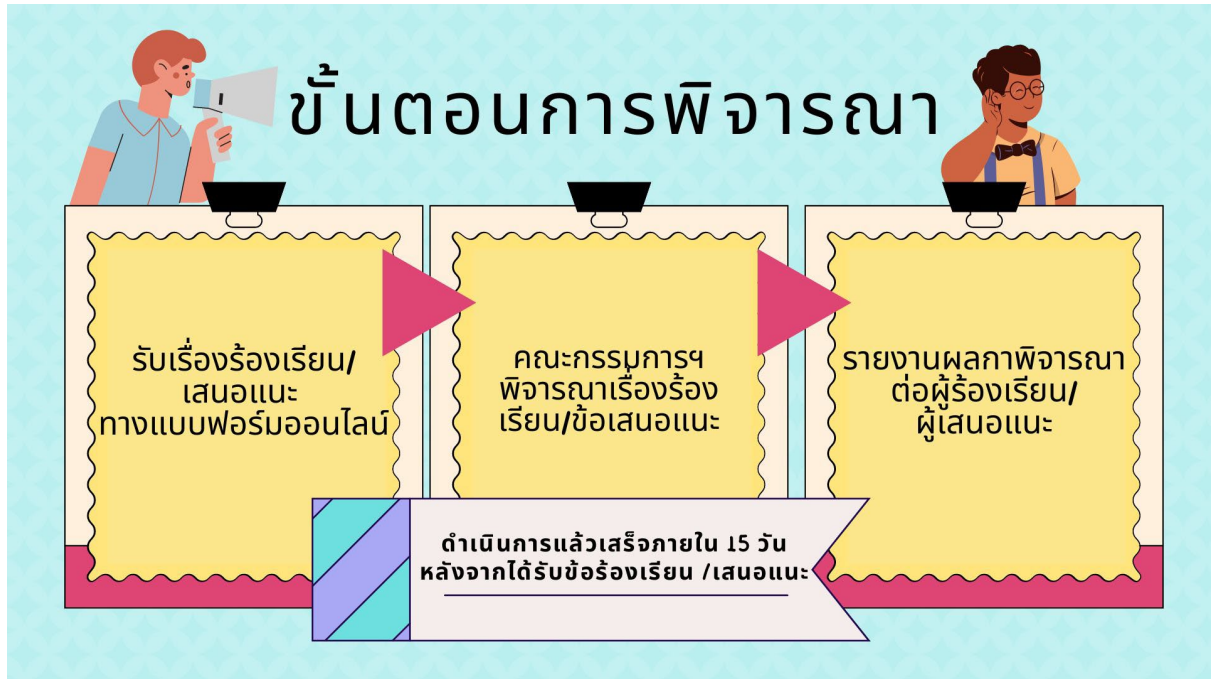 ขั้นตอนการพิจารณา
รับเรื่องร้องเรียน/
เสนอแนะ
ทางแบบฟอร์มออนไลน์
คณะกรรมการฯ
พิจารณาเรื่องร้อง
เรียน/ข้อเสนอแนะ
รายงานผลกาพิจารณา
ต่อผู้ร้องเรียน/
ผู้เสนอแนะ
ดำเนินการแล้วเสร็จภายใน 15 วัน
หลังจากได้รับข้อร้องเรียน /เสนอแนะ